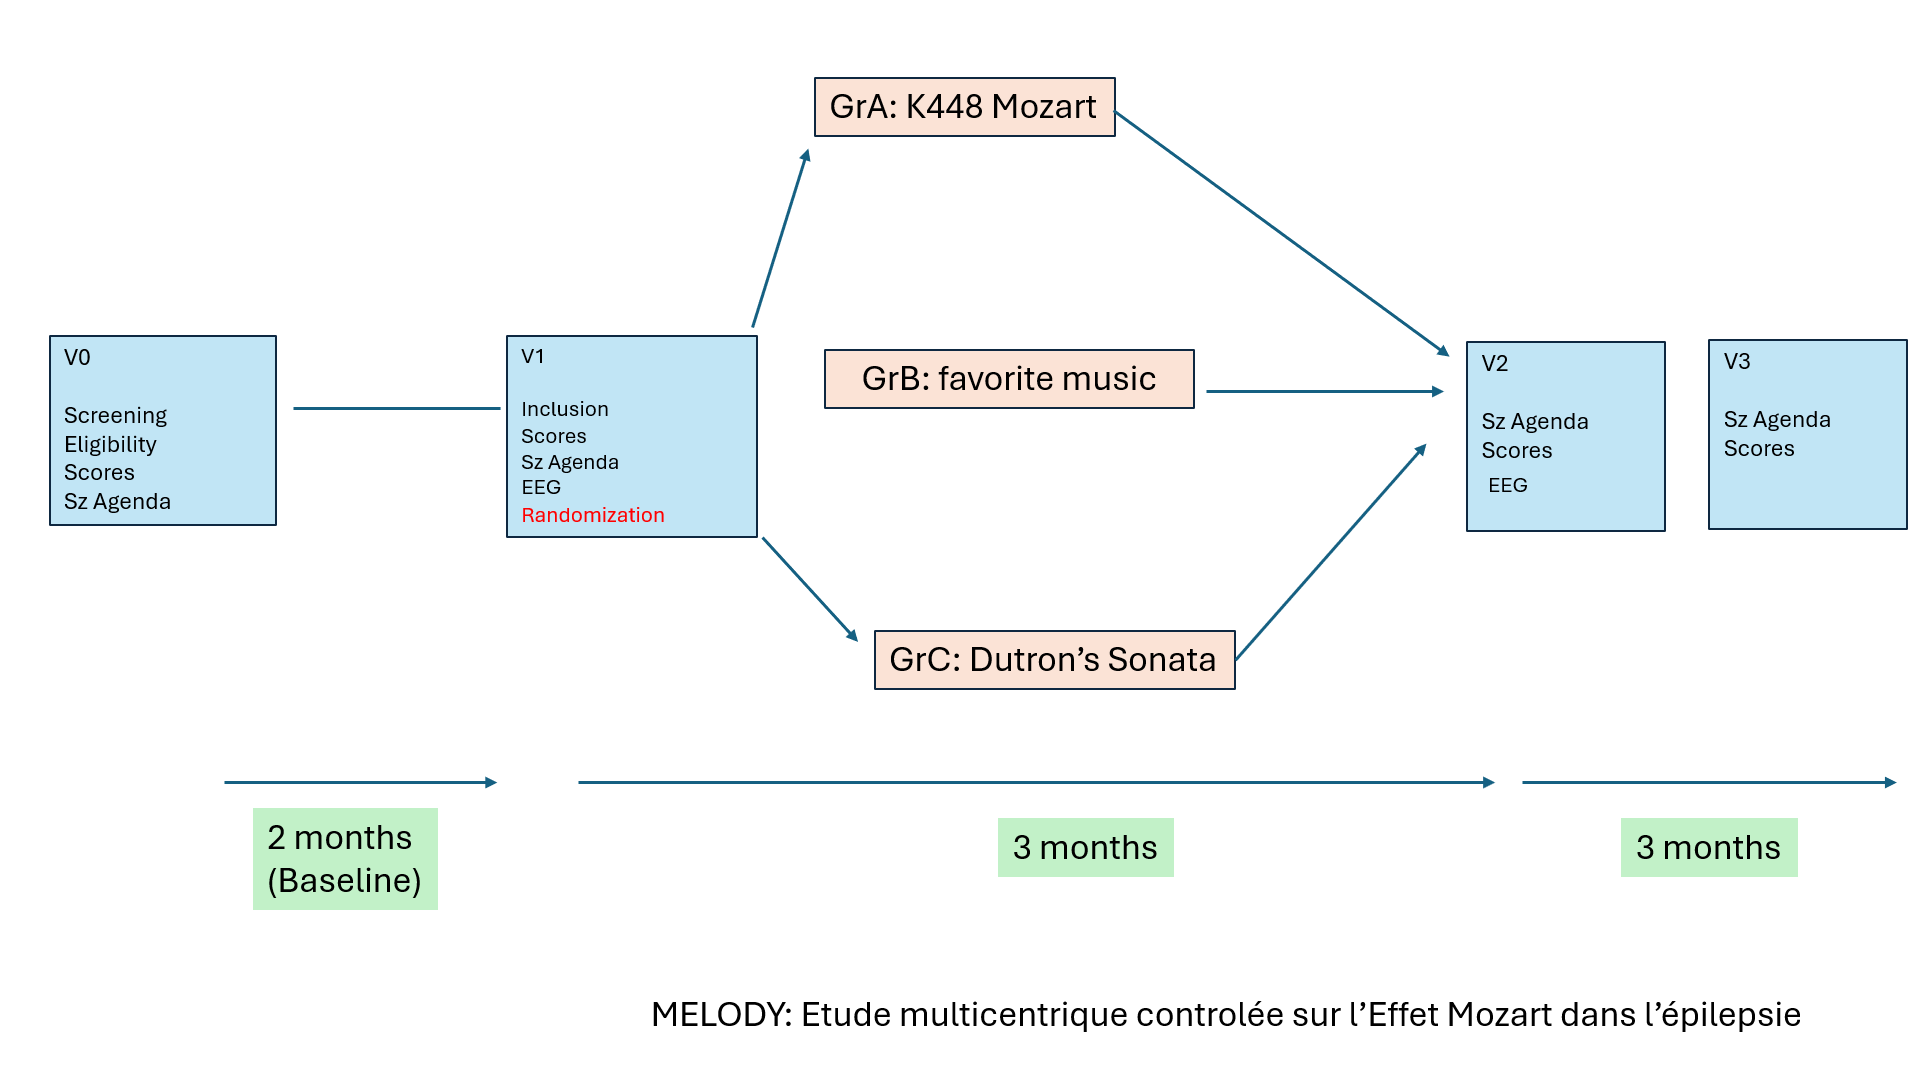 GrA: K448 Mozart
V0
Screening
Eligibility
Scores
Sz Agenda
V1
Inclusion
Scores
Sz Agenda
EEG
Randomization
GrB: favorite music
GrC: Dutron’s Sonata
V2
Sz Agenda
Scores
EEG
V3
Sz Agenda
Scores
2 months
(Baseline)
3 months
3 months
MELODY: Etude multicentrique controlée sur l’Effet Mozart dans l’épilepsie